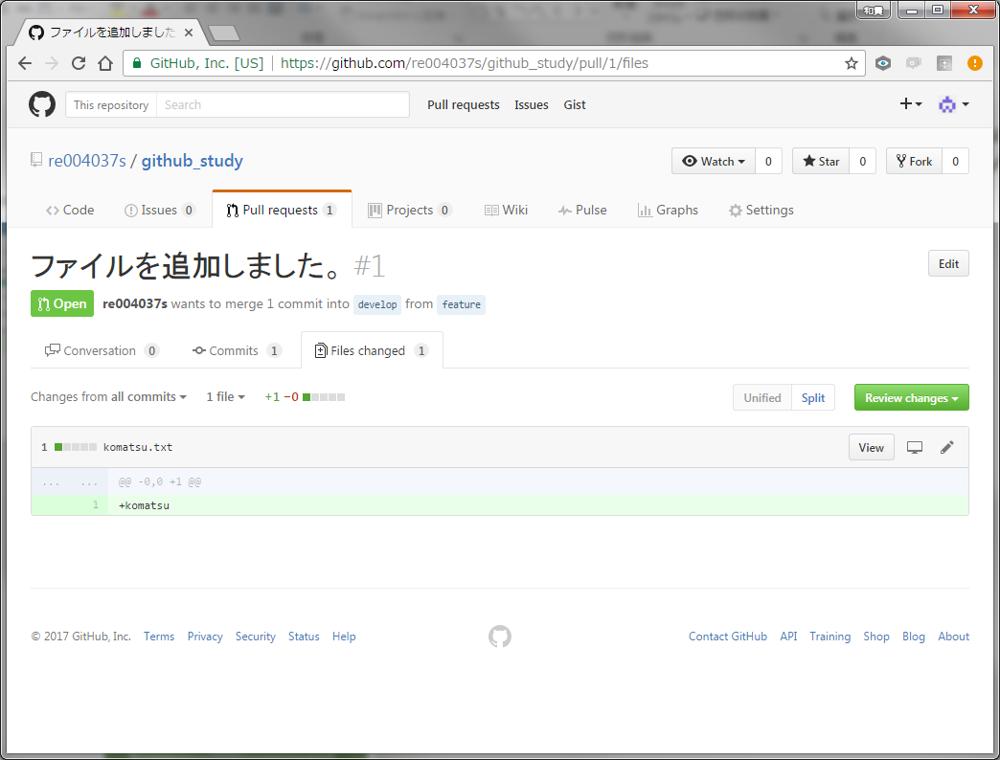 和典
ファイルを追加しました
GitHub, Inc. [US] https://github.com/re004037s/github_study/pull/1/files
This repository Search Pull requests Issues Gist
re004037s / github_study Watch 0 Star 0 Fork 0
Code Issues 0 Pull requests 1 Projects 0 Wiki Pulse Graphs Settings
ファイルを追加しました。 #1 Edit
Open re004037s wants to merge 1 commit into develop from feature
Conversation 0 Commits 1 Files changed 1
Changes from all commits 1 file +1 −0 Unified Split Review changes
1 komatsu.txt View
... ... @@ -0,0 +1 @@
1 +komatsu
© 2017 GitHub, Inc. Terms Privacy Security Status Help Contact GitHub API Training Shop Blog About